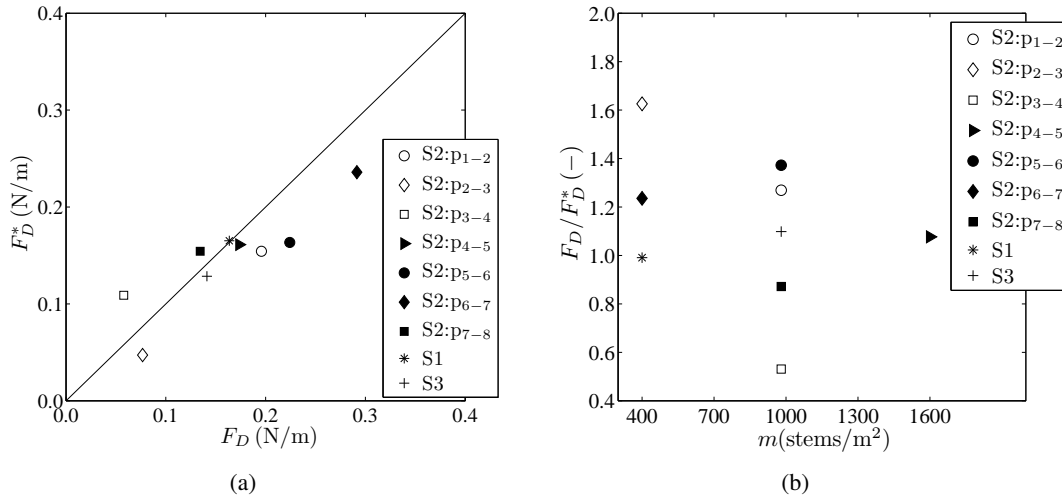 0.4
0.3
0.2
0.1
0.0
F*_D (N/m)
0.0 0.1 0.2 0.3 0.4
F_D (N/m)
S2:p1−2
S2:p2−3
S2:p3−4
S2:p4−5
S2:p5−6
S2:p6−7
S2:p7−8
S1
S3
(a)
2.0
1.8
1.6
1.4
1.2
1.0
0.8
0.6
0.4
F_D/F*_D (−)
400 700 1000 1300 1600
m(stems/m²)
S2:p1−2
S2:p2−3
S2:p3−4
S2:p4−5
S2:p5−6
S2:p6−7
S2:p7−8
S1
S3
(b)